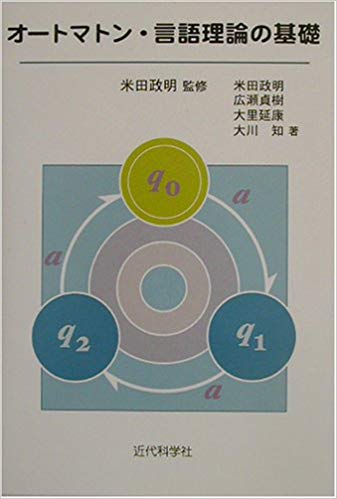 オートマトン・言語理論の基礎
米田政明 監修
米田政明
広瀬貞樹
大里延康
大川 知 著
q0
a
a
q2
q1
a
近代科学社